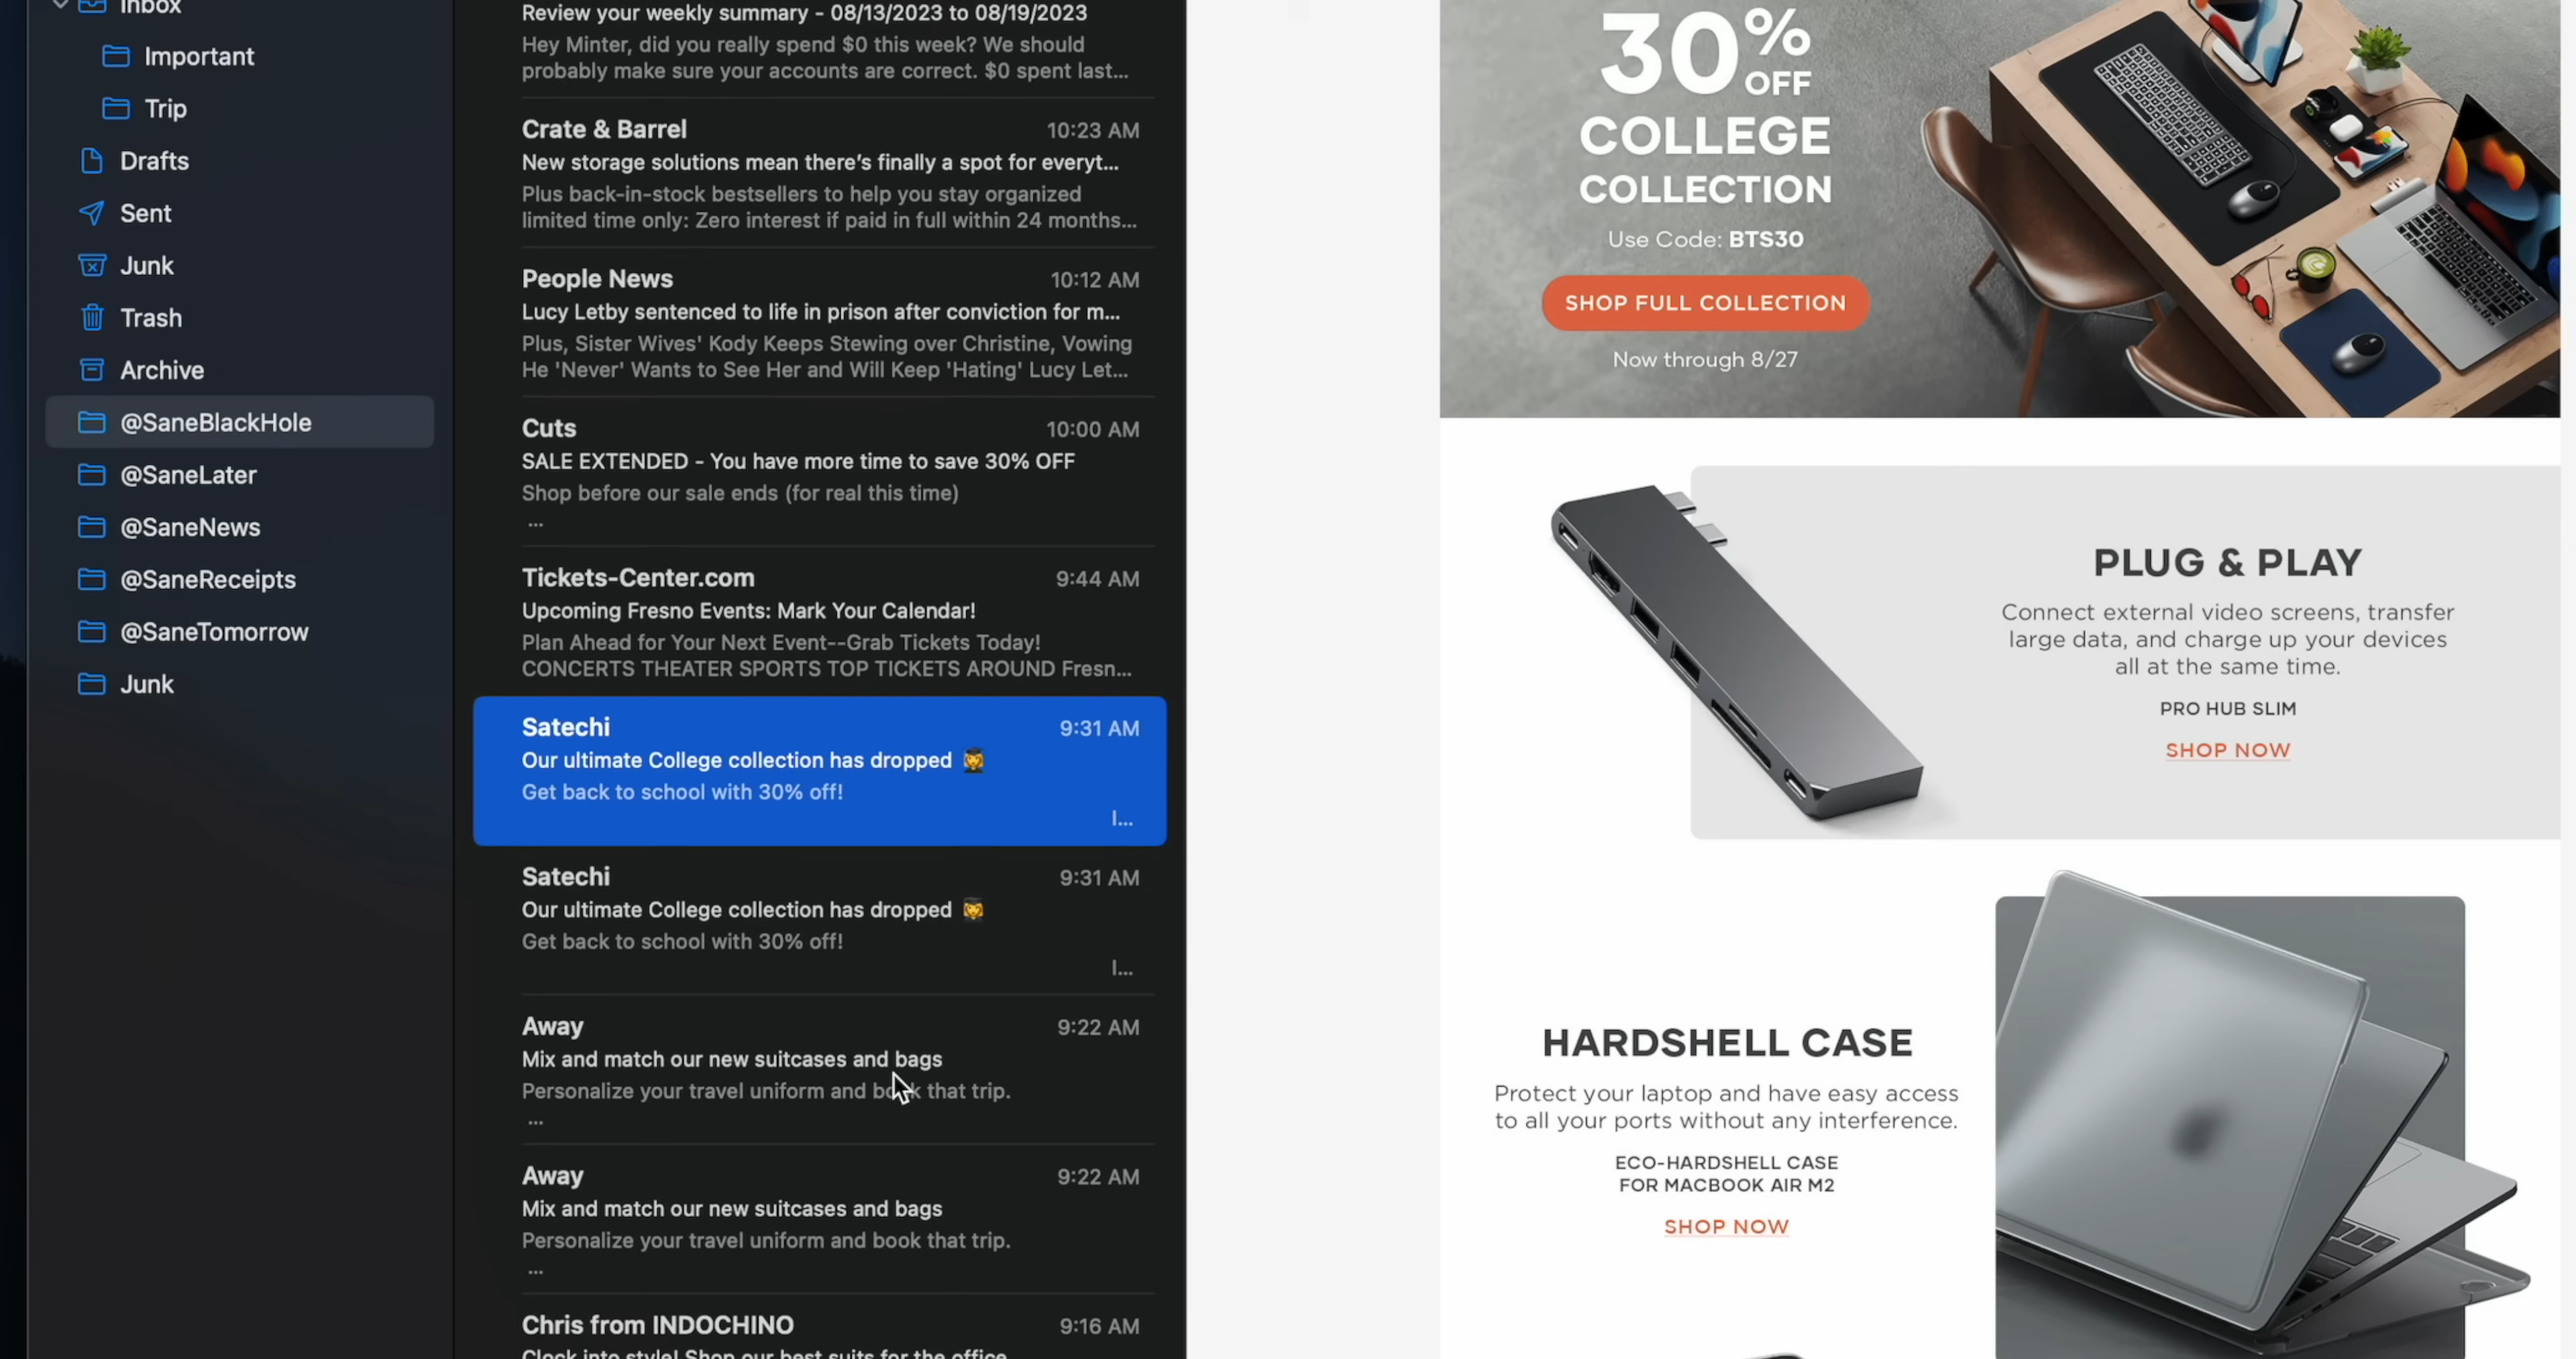 Inbox
Important
Trip
Drafts
Sent
Junk
Trash
Archive
@SaneBlackHole
@SaneLater
@SaneNews
@SaneReceipts
@SaneTomorrow
Junk
Review your weekly summary - 08/13/2023 to 08/19/2023
Hey Minter, did you really spend $0 this week? We should
probably make sure your accounts are correct. $0 spent last...
Crate & Barrel 10:23 AM
New storage solutions mean there's finally a spot for everyt...
Plus back-in-stock bestsellers to help you stay organized
limited time only: Zero interest if paid in full within 24 months...
People News 10:12 AM
Lucy Letby sentenced to life in prison after conviction for m...
Plus, Sister Wives' Kody Keeps Stewing over Christine, Vowing
He 'Never' Wants to See Her and Will Keep 'Hating' Lucy Let...
Cuts 10:00 AM
SALE EXTENDED - You have more time to save 30% OFF
Shop before our sale ends (for real this time)
...
Tickets-Center.com 9:44 AM
Upcoming Fresno Events: Mark Your Calendar!
Plan Ahead for Your Next Event--Grab Tickets Today!
CONCERTS THEATER SPORTS TOP TICKETS AROUND Fresn...
Satechi 9:31 AM
Our ultimate College collection has dropped 👩‍🎓
Get back to school with 30% off!
I...
Satechi 9:31 AM
Our ultimate College collection has dropped 👩‍🎓
Get back to school with 30% off!
I...
Away 9:22 AM
Mix and match our new suitcases and bags
Personalize your travel uniform and book that trip.
...
Away 9:22 AM
Mix and match our new suitcases and bags
Personalize your travel uniform and book that trip.
...
Chris from INDOCHINO 9:16 AM
Clock into style! Shop our best suits for the office
30% OFF
COLLEGE
COLLECTION
Use Code: BTS30
SHOP FULL COLLECTION
Now through 8/27
PLUG & PLAY
Connect external video screens, transfer
large data, and charge up your devices
all at the same time.
PRO HUB SLIM
SHOP NOW
HARDSHELL CASE
Protect your laptop and have easy access
to all your ports without any interference.
ECO-HARDSHELL CASE
FOR MACBOOK AIR M2
SHOP NOW